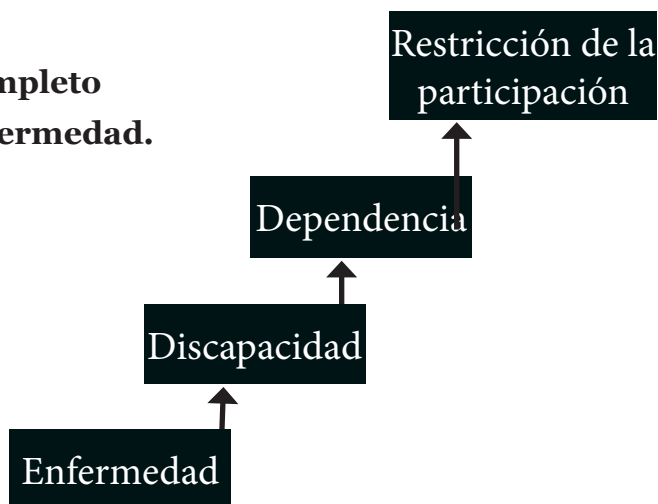 mpleto
ermedad.
Restricción de la
participación
Dependencia
Discapacidad
Enfermedad